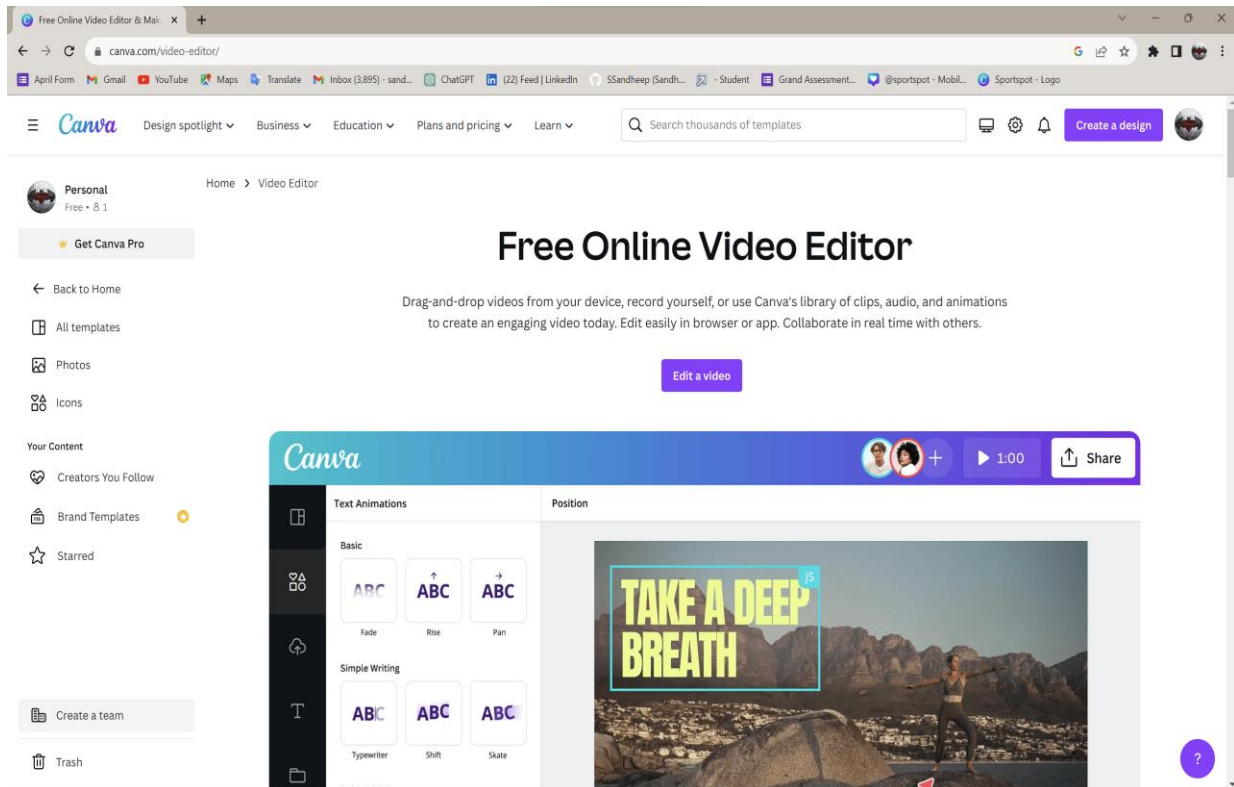 Free Online Video Editor & Mak
canva.com/video-editor/
April Form Gmail YouTube Maps Translate Inbox (3,895) - sand... ChatGPT (22) Feed | LinkedIn SSandheep (Sandh... - Student Grand Assessment... @sportspot - Mobil... Sportspot - Logo
Canva Design spotlight Business Education Plans and pricing Learn Search thousands of templates Create a design
Personal
Free • 1
Get Canva Pro
Back to Home
All templates
Photos
Icons
Your Content
Creators You Follow
Brand Templates
Starred
Create a team
Trash
Home > Video Editor
Free Online Video Editor
Drag-and-drop videos from your device, record yourself, or use Canva's library of clips, audio, and animations
to create an engaging video today. Edit easily in browser or app. Collaborate in real time with others.
Edit a video
Canva + 1:00 Share
Text Animations Position
Basic
ABC ABC ABC
Fade Rise Pan
Simple Writing
ABC ABC ABC
Typewriter Shift Skate
T
JS
TAKE A DEEP
BREATH
?